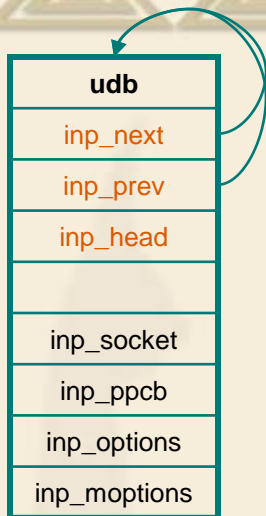 udb
inp_next
inp_prev
inp_head
inp_socket
inp_ppcb
inp_options
inp_moptions